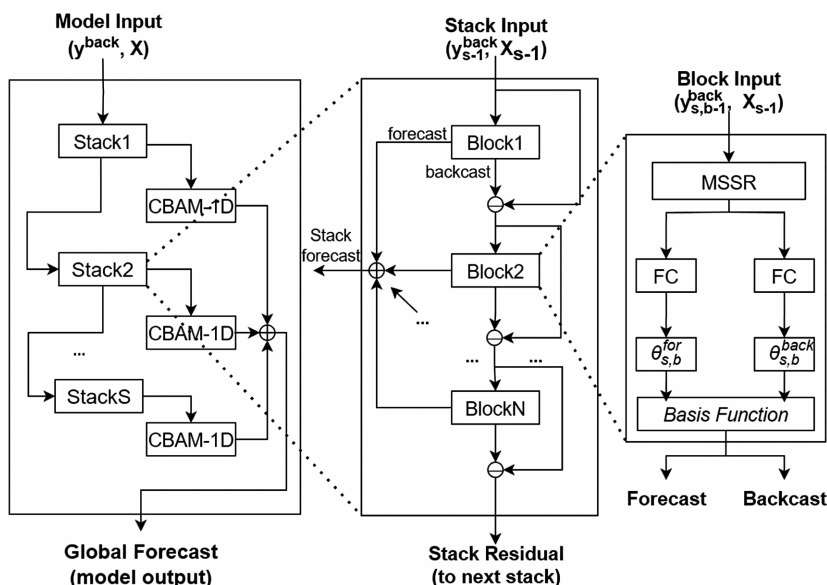 Model Input
(y^back, X)
Stack1
CBAM-1D
Stack2
CBAM-1D
...
StackS
CBAM-1D
Global Forecast
(model output)
Stack Input
(y^back_s-1, X_s-1)
forecast
Block1
backcast
Stack
forecast
Block2
...
... ...
BlockN
Stack Residual
(to next stack)
Block Input
(y^back_s,b-1, X_s-1)
MSSR
FC FC
θ^for_s,b θ^back_s,b
Basis Function
Forecast Backcast